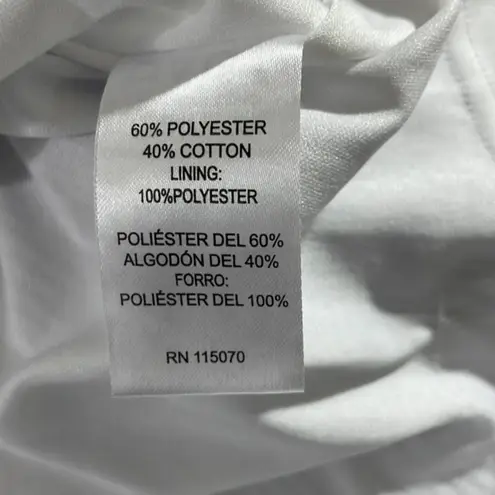 60% POLYESTER
40% COTTON
LINING:
100%POLYESTER
POLIÉSTER DEL 60%
ALGODÓN DEL 40%
FORRO:
POLIÉSTER DEL 100%
RN 115070